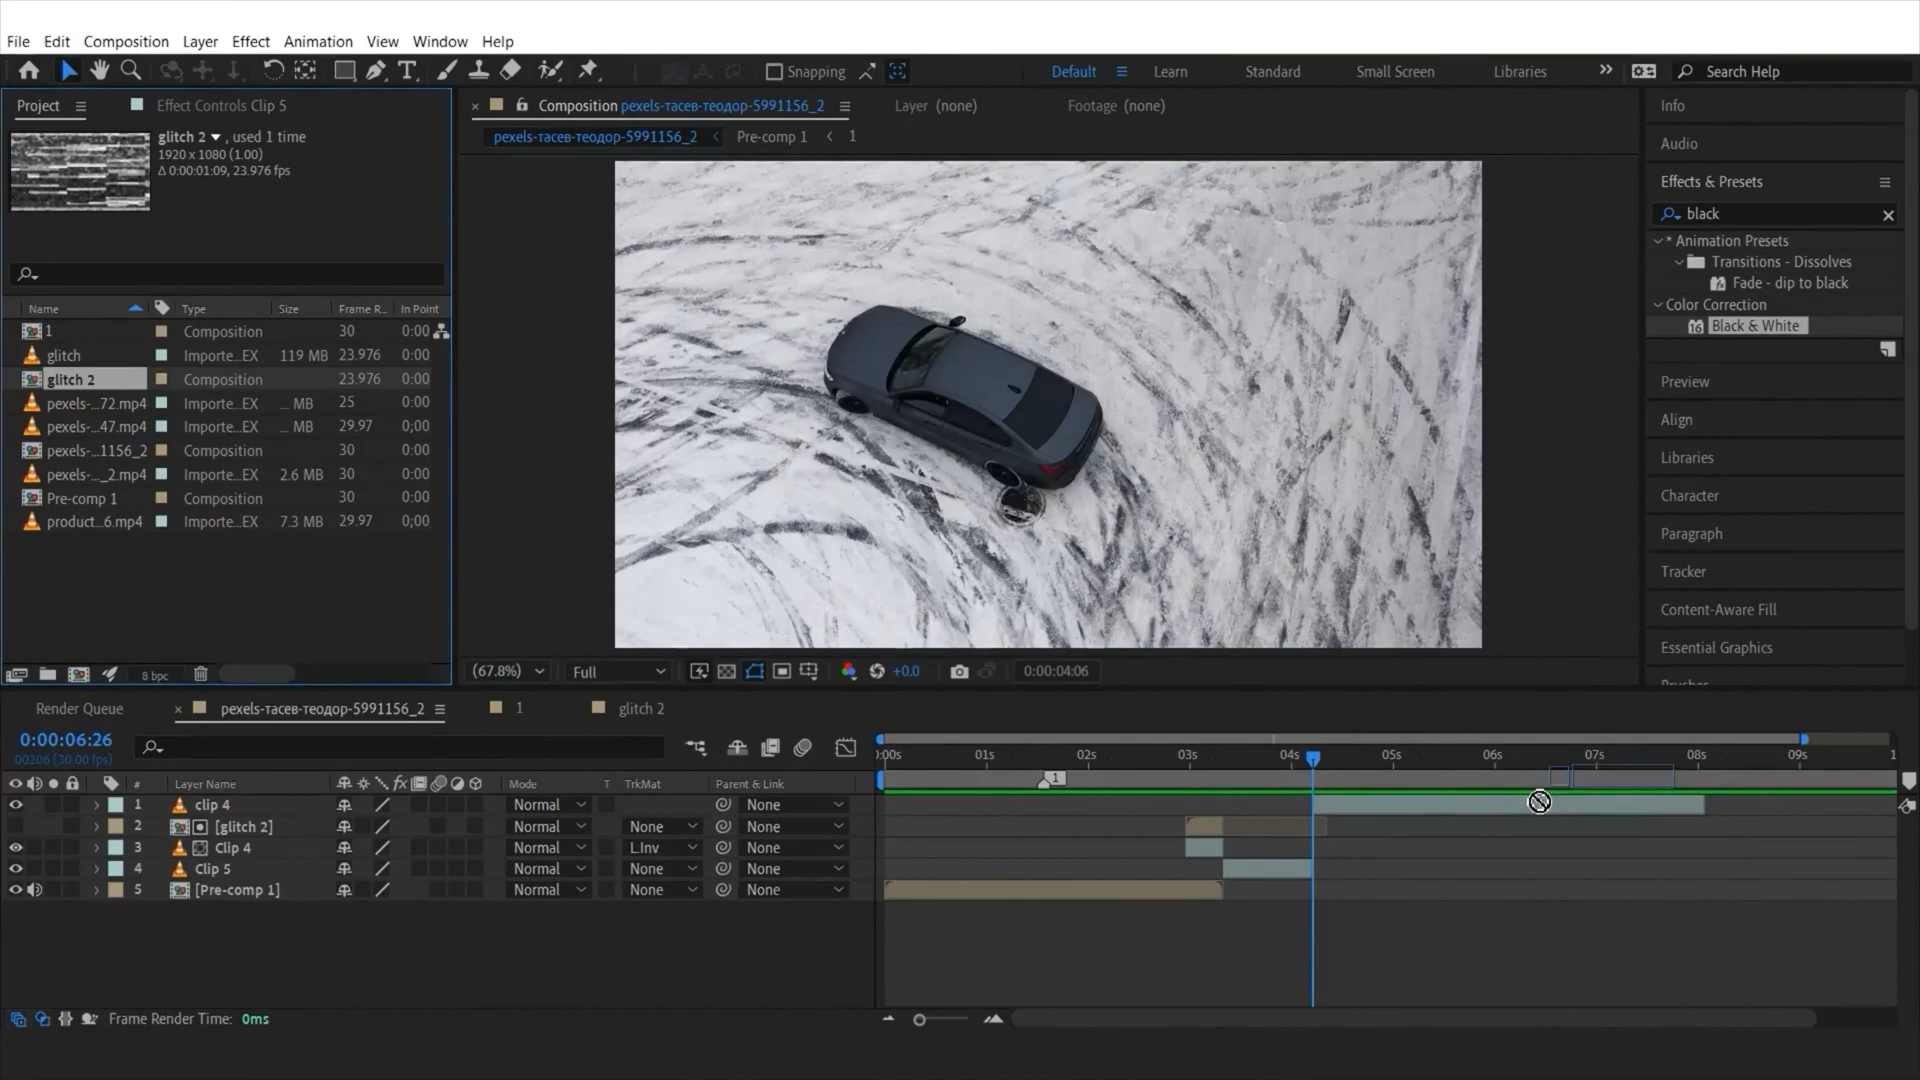 File Edit Composition Layer Effect Animation View Window Help
Snapping Default Learn Standard Small Screen Libraries Search Help
Project Effect Controls Clip 5
glitch 2 , used 1 time
1920 x 1080 (1.00)
Δ 0:00:01:09, 23.976 fps
Name Type Size Frame R... In Point
1 Composition 30 0:00
glitch Importe...EX 119 MB 23.976 0:00
glitch 2 Composition 23.976 0:00
pexels-...72.mp4 Importe...EX ... MB 25 0:00
pexels-...47.mp4 Importe...EX ... MB 29.97 0;00
pexels-...1156_2 Composition 30 0:00
pexels-..._2.mp4 Importe...EX 2.6 MB 30 0:00
Pre-comp 1 Composition 30 0:00
product...6.mp4 Importe...EX 7.3 MB 29.97 0;00
8 bpc
Composition pexels-тасев-теодор-5991156_2 Layer (none) Footage (none)
pexels-тасев-теодор-5991156_2 Pre-comp 1 1
(67.8%) Full +0.0 0:00:04:06
Info
Audio
Effects & Presets
black
* Animation Presets
Transitions - Dissolves
Fade - dip to black
Color Correction
Black & White
Preview
Align
Libraries
Character
Paragraph
Tracker
Content-Aware Fill
Essential Graphics
Render Queue pexels-тасев-теодор-5991156_2 1 glitch 2
0:00:06:26
00206 (30.00 fps)
# Layer Name Mode T TrkMat Parent & Link
1 clip 4 Normal None
2 [glitch 2] Normal None None
3 Clip 4 Normal L.Inv None
4 Clip 5 Normal None None
5 [Pre-comp 1] Normal None None
):00s 01s 02s 03s 04s 05s 06s 07s 08s 09s 1
1
Frame Render Time: 0ms